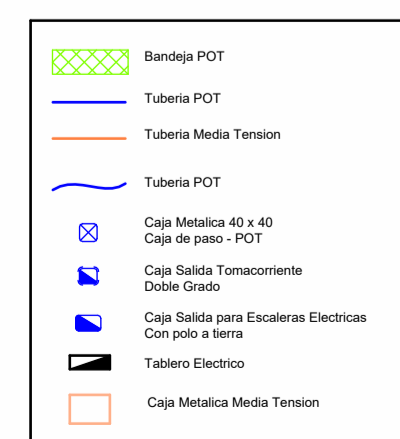 Bandeja POT
Tuberia POT
Tuberia Media Tension
Tuberia POT
Caja Metalica 40 x 40
Caja de paso - POT
Caja Salida Tomacorriente
Doble Grado
Caja Salida para Escaleras Electricas
Con polo a tierra
Tablero Electrico
Caja Metalica Media Tension